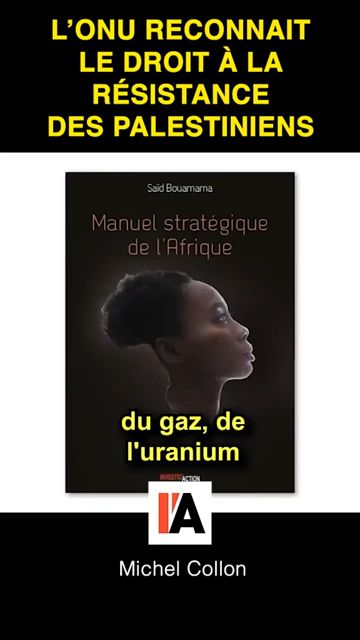 L'ONU RECONNAIT
LE DROIT À LA
RÉSISTANCE
DES PALESTINIENS
Saïd Bouamama
Manuel stratégique
de l'Afrique
du gaz, de
l'uranium
INVESTIG'ACTION
I'A
Michel Collon